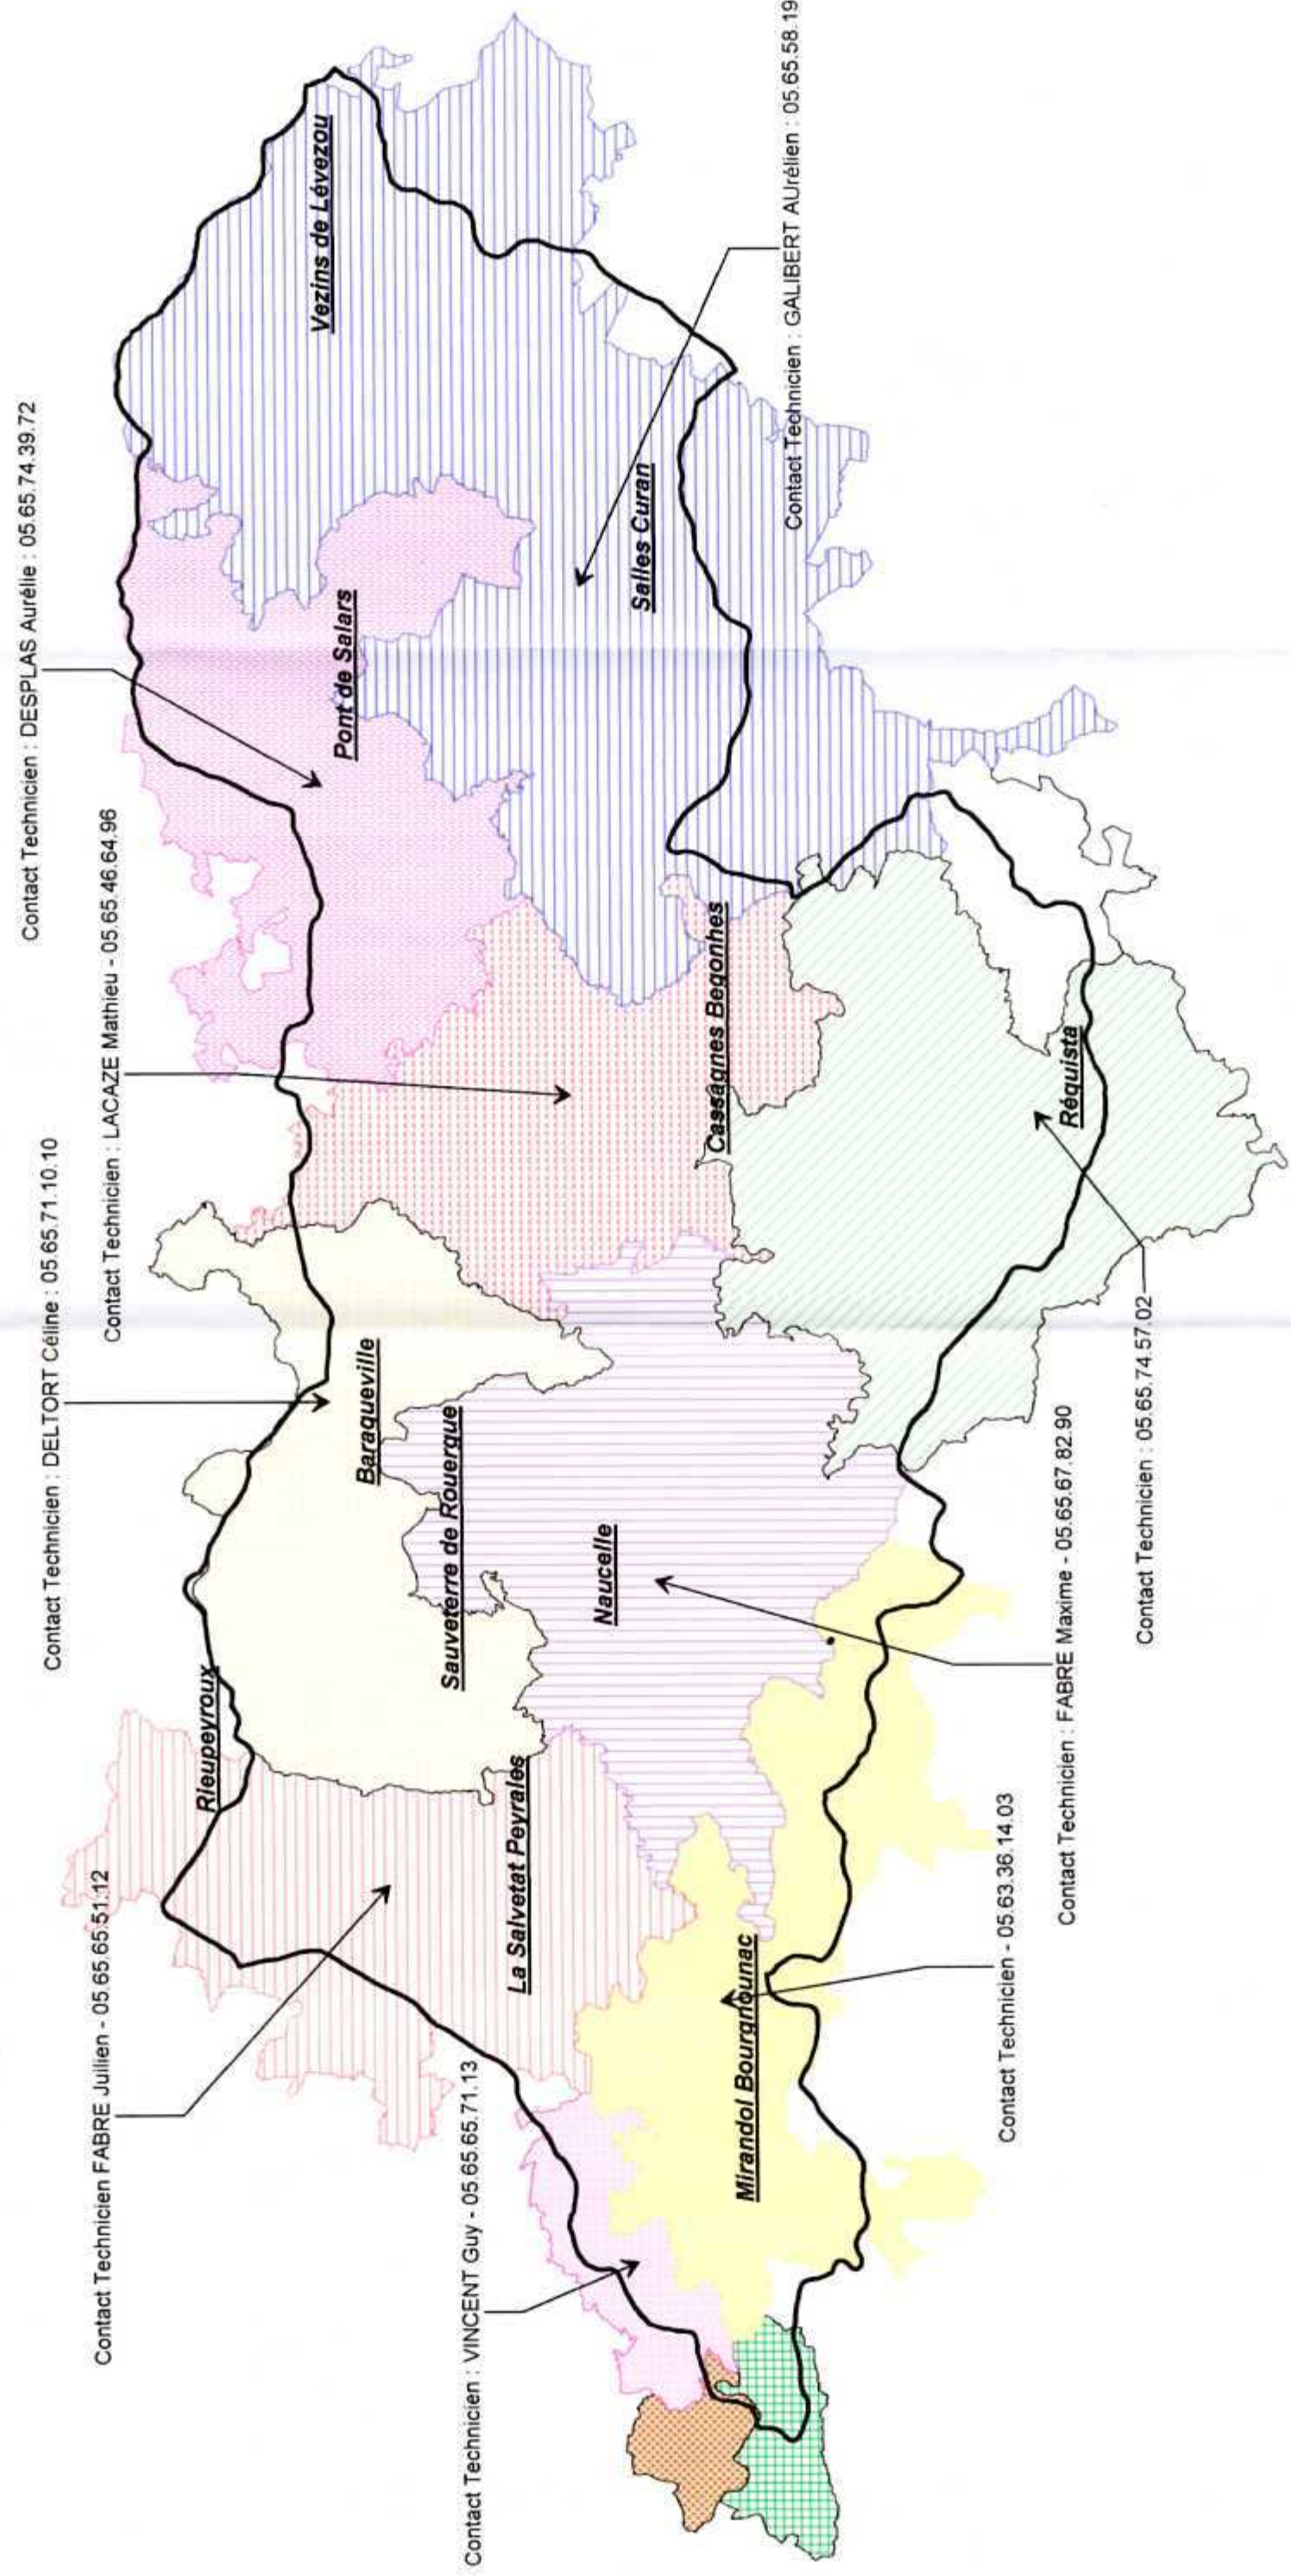 Contact Technicien : DESPLAS Aurélie : 05.65.74.39.72
Contact Technicien : DELTORT Céline : 05.65.71.10.10
Contact Technicien : LACAZE Mathieu - 05.65.46.64.96
Contact Technicien FABRE Julien - 05.65.65.51.12
Rieupeyroux
Vezins de Lévezou
Pont de Salars
Baraqueville
Sauveterre de Rouergue
Contact Technicien : VINCENT Guy - 05.65.65.71.13
La Salvetat Peyrales
Naucelle
Salles Curan
Cassagnes Begonhes
Mirandol Bourgnounac
Contact Technicien : GALIBERT AUrélien : 05.65.58.19
Contact Technicien - 05.63.36.14.03
Contact Technicien : FABRE Maxime - 05.65.67.82.90
Réquista
Contact Technicien : 05.65.74.57.02